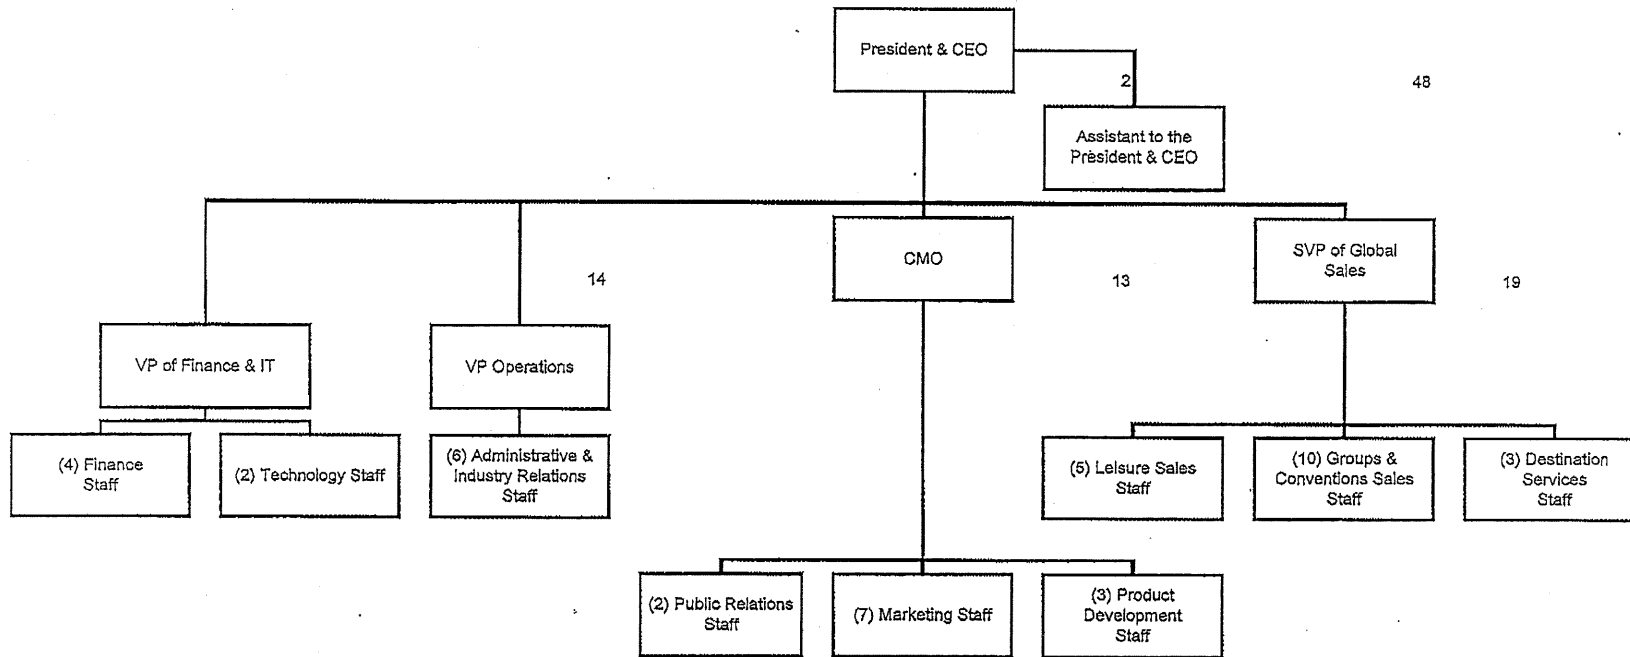 President & CEO
2
48
Assistant to the
President & CEO
CMO
SVP of Global
Sales
14
13
19
VP of Finance & IT
VP Operations
(4) Finance
Staff
(2) Technology Staff
(6) Administrative &
Industry Relations
Staff
(5) Leisure Sales
Staff
(10) Groups &
Conventions Sales
Staff
(3) Destination
Services
Staff
(2) Public Relations
Staff
(7) Marketing Staff
(3) Product
Development
Staff